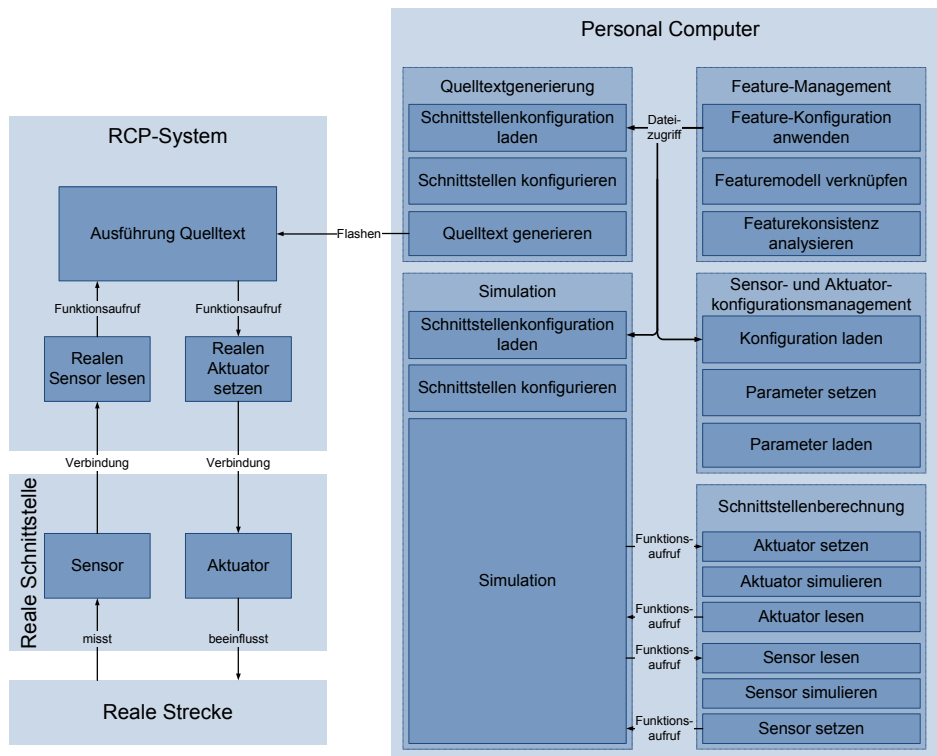 Personal Computer
Quelltextgenerierung
Schnittstellenkonfiguration
laden
Schnittstellen konfigurieren
Quelltext generieren
Feature-Management
Feature-Konfiguration
anwenden
Featuremodell verknüpfen
Featurekonsistenz
analysieren
Datei-
zugriff
Flashen
RCP-System
Ausführung Quelltext
Funktionsaufruf
Funktionsaufruf
Realen
Sensor lesen
Realen
Aktuator
setzen
Verbindung
Verbindung
Reale Schnittstelle
Sensor
Aktuator
misst
beeinflusst
Reale Strecke
Simulation
Schnittstellenkonfiguration
laden
Schnittstellen konfigurieren
Simulation
Sensor- und Aktuator-
konfigurationsmanagement
Konfiguration laden
Parameter setzen
Parameter laden
Schnittstellenberechnung
Funktions-
aufruf
Aktuator setzen
Aktuator simulieren
Funktions-
aufruf
Aktuator lesen
Funktions-
aufruf
Sensor lesen
Sensor simulieren
Funktions-
aufruf
Sensor setzen